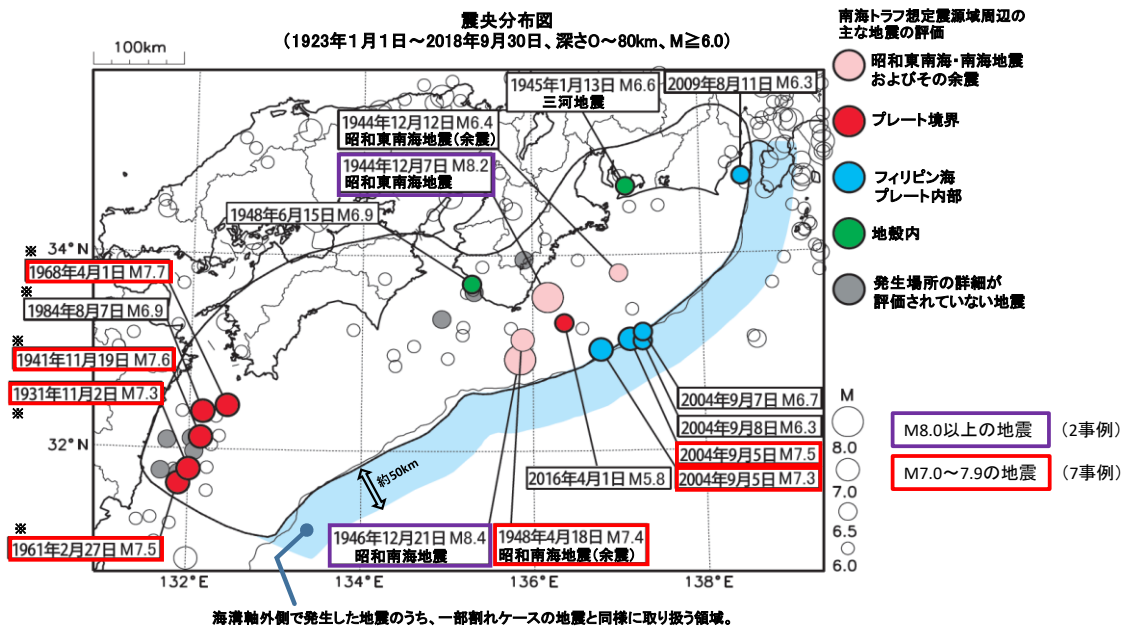 震央分布図
(1923年1月1日～2018年9月30日、深さ0～80km、M≧6.0)
100km
南海トラフ想定震源域周辺の
主な地震の評価
昭和東南海・南海地震
およびその余震
プレート境界
フィリピン海
プレート内部
地殻内
発生場所の詳細が
評価されていない地震
1945年1月13日 M6.6
三河地震
2009年8月11日 M6.3
1944年12月12日 M6.4
昭和東南海地震(余震)
1944年12月7日 M8.2
昭和東南海地震
1948年6月15日 M6.9
34°N
※
1968年4月1日 M7.7
※
1984年8月7日 M6.9
※
1941年11月19日 M7.6
1931年11月2日 M7.3
※
32°N
※
1961年2月27日 M7.5
2004年9月7日 M6.7
2004年9月8日 M6.3
2004年9月5日 M7.5
2004年9月5日 M7.3
2016年4月1日 M5.8
約50km
1946年12月21日 M8.4
昭和南海地震
1948年4月18日 M7.4
昭和南海地震(余震)
M
8.0
7.0
6.5
6.0
M8.0以上の地震 (2事例)
M7.0～7.9の地震 (7事例)
132°E
134°E
136°E
138°E
海溝軸外側で発生した地震のうち、一部割れケースの地震と同様に取り扱う領域。